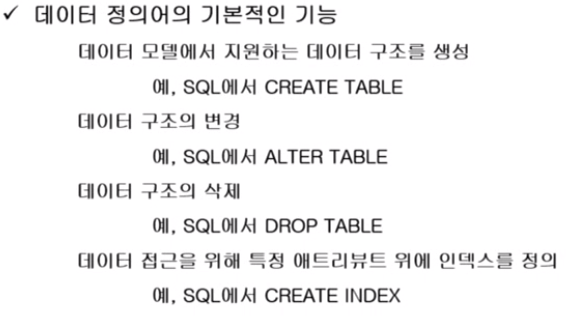 ✓ 데이터 정의어의 기본적인 기능
데이터 모델에서 지원하는 데이터 구조를 생성
예, SQL에서 CREATE TABLE
데이터 구조의 변경
예, SQL에서 ALTER TABLE
데이터 구조의 삭제
예, SQL에서 DROP TABLE
데이터 접근을 위해 특정 애트리뷰트 위에 인덱스를 정의
예, SQL에서 CREATE INDEX